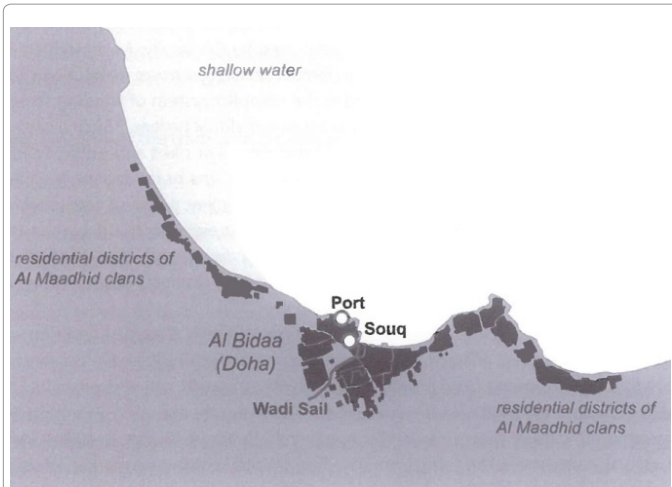 shallow water
residential districts of
Al Maadhid clans
Port
Souq
Al Bidaa
(Doha)
Wadi Sail
residential districts of
Al Maadhid clans